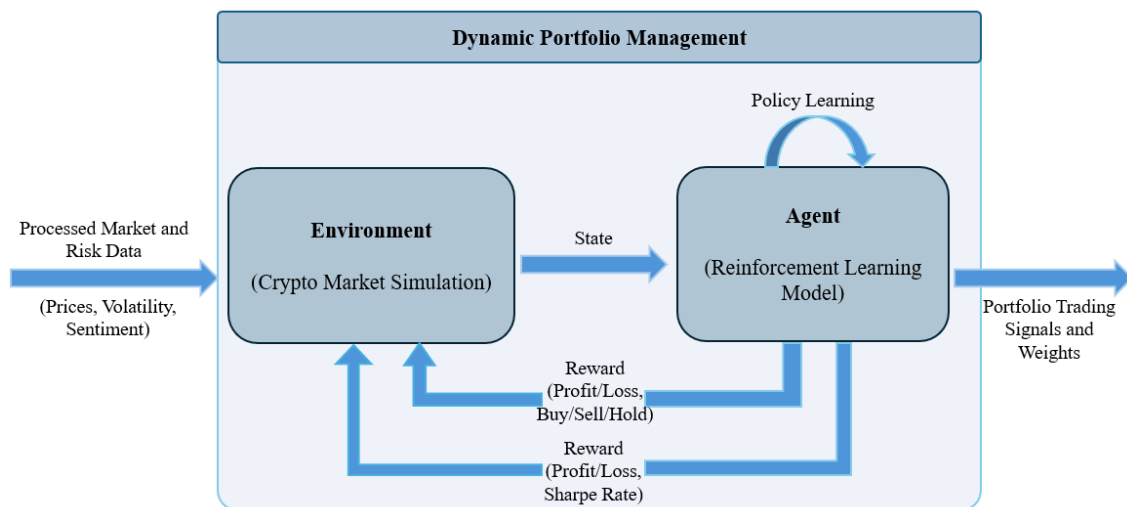 Dynamic Portfolio Management
Policy Learning
Processed Market and
Risk Data
(Prices, Volatility,
Sentiment)
Environment
(Crypto Market Simulation)
State
Agent
(Reinforcement Learning
Model)
Portfolio Trading
Signals and
Weights
Reward
(Profit/Loss,
Buy/Sell/Hold)
Reward
(Profit/Loss,
Sharpe Rate)